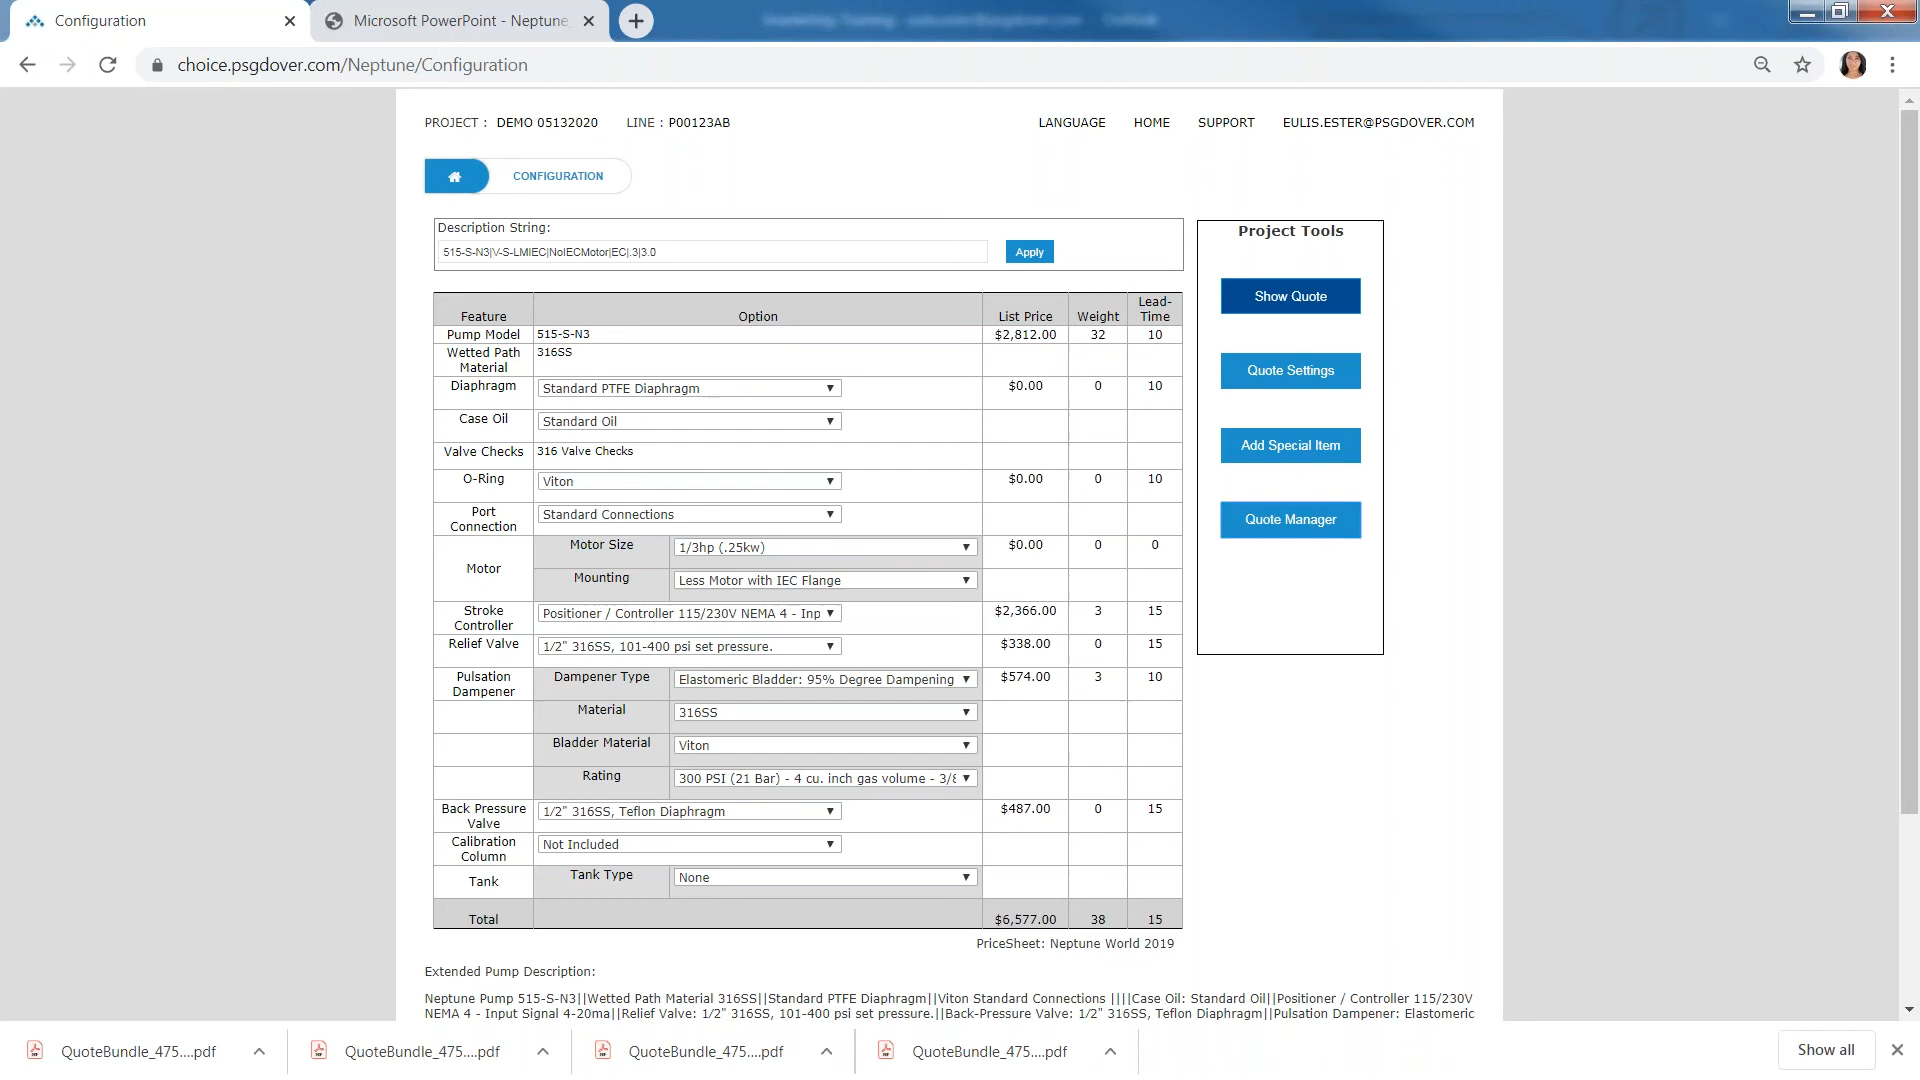 Configuration
Microsoft PowerPoint - Neptune
choice.psgdover.com/Neptune/Configuration
PROJECT : DEMO 05132020 LINE : P00123AB
LANGUAGE HOME SUPPORT EULIS.ESTER@PSGDOVER.COM
CONFIGURATION
Description String:
515-S-N3|V-S-LMIEC|NoIECMotor|EC|.3|3.0
Apply
Feature Option List Price Weight Lead-Time
Pump Model 515-S-N3 $2,812.00 32 10
Wetted Path Material 316SS
Diaphragm Standard PTFE Diaphragm $0.00 0 10
Case Oil Standard Oil
Valve Checks 316 Valve Checks
O-Ring Viton $0.00 0 10
Port Connection Standard Connections
Motor Motor Size 1/3hp (.25kw) $0.00 0 0
Mounting Less Motor with IEC Flange
Stroke Controller Positioner / Controller 115/230V NEMA 4 - Inp $2,366.00 3 15
Relief Valve 1/2" 316SS, 101-400 psi set pressure. $338.00 0 15
Pulsation Dampener Dampener Type Elastomeric Bladder: 95% Degree Dampening $574.00 3 10
Material 316SS
Bladder Material Viton
Rating 300 PSI (21 Bar) - 4 cu. inch gas volume - 3/8
Back Pressure Valve 1/2" 316SS, Teflon Diaphragm $487.00 0 15
Calibration Column Not Included
Tank Tank Type None
Total $6,577.00 38 15
PriceSheet: Neptune World 2019
Project Tools
Show Quote
Quote Settings
Add Special Item
Quote Manager
Extended Pump Description:
Neptune Pump 515-S-N3||Wetted Path Material 316SS||Standard PTFE Diaphragm||Viton Standard Connections ||||Case Oil: Standard Oil||Positioner / Controller 115/230V
NEMA 4 - Input Signal 4-20ma||Relief Valve: 1/2" 316SS, 101-400 psi set pressure.||Back-Pressure Valve: 1/2" 316SS, Teflon Diaphragm||Pulsation Dampener: Elastomeric
QuoteBundle_475....pdf
QuoteBundle_475....pdf
QuoteBundle_475....pdf
QuoteBundle_475....pdf
Show all